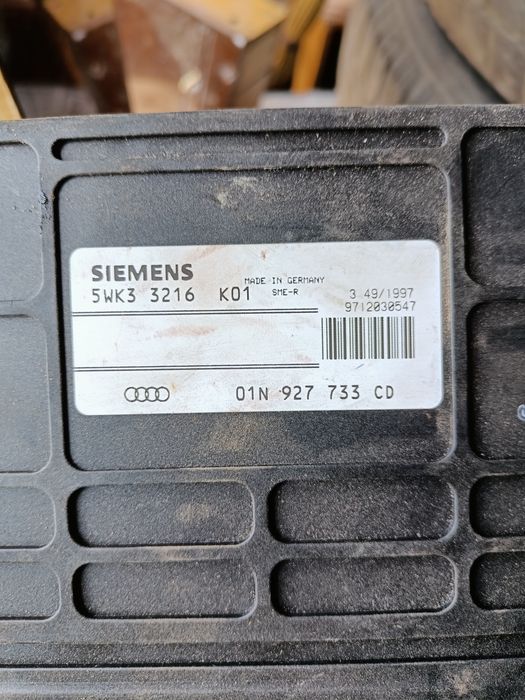 SIEMENS
MADE IN GERMANY
5WK3 3216 K01 SME-R
3 49/1997
9712030547
01N 927 733 CD